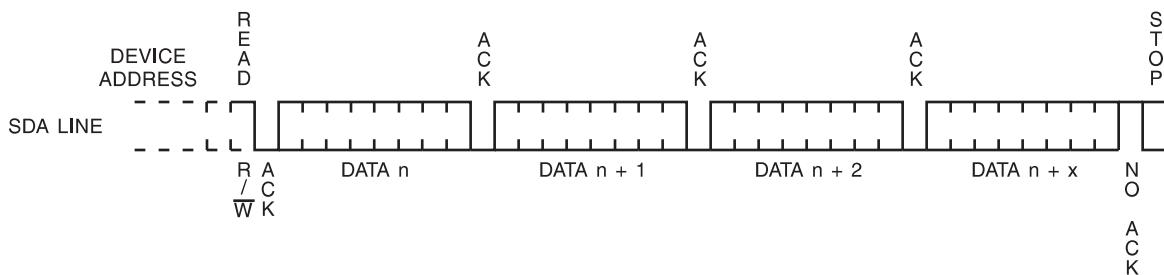 READ
ACK
ACK
ACK
STOP
DEVICE
ADDRESS
SDA LINE
R/W
ACK
DATA n
DATA n + 1
DATA n + 2
DATA n + x
NO ACK